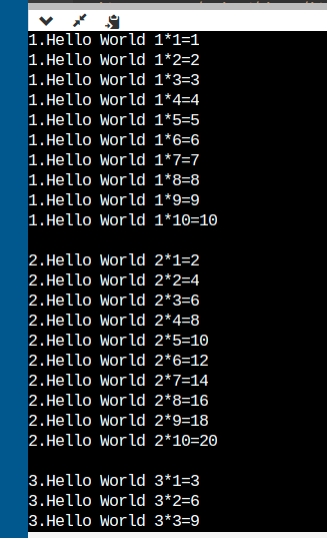 1.Hello World 1*1=1
1.Hello World 1*2=2
1.Hello World 1*3=3
1.Hello World 1*4=4
1.Hello World 1*5=5
1.Hello World 1*6=6
1.Hello World 1*7=7
1.Hello World 1*8=8
1.Hello World 1*9=9
1.Hello World 1*10=10

2.Hello World 2*1=2
2.Hello World 2*2=4
2.Hello World 2*3=6
2.Hello World 2*4=8
2.Hello World 2*5=10
2.Hello World 2*6=12
2.Hello World 2*7=14
2.Hello World 2*8=16
2.Hello World 2*9=18
2.Hello World 2*10=20

3.Hello World 3*1=3
3.Hello World 3*2=6
3.Hello World 3*3=9